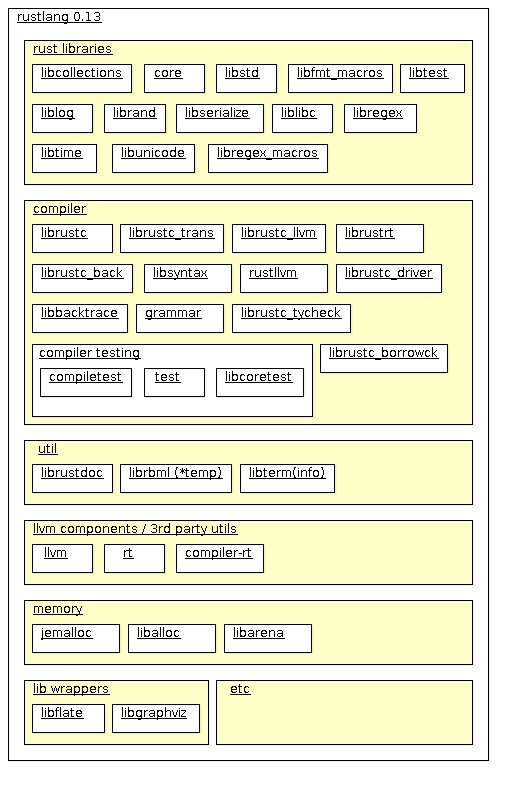 rustlang 0.13
rust libraries
libcollections core libstd libfmt_macros libtest
liblog librand libserialize liblibc libregex
libtime libunicode libregex_macros
compiler
librustc librustc_trans librustc_llvm librustrt
librustc_back libsyntax rustllvm librustc_driver
libbacktrace grammar librustc_tycheck
compiler testing librustc_borrowck
compiletest test libcoretest
util
librustdoc librbml (*temp) libterm(info)
llvm components / 3rd party utils
llvm rt compiler-rt
memory
jemalloc liballoc libarena
lib wrappers etc
libflate libgraphviz